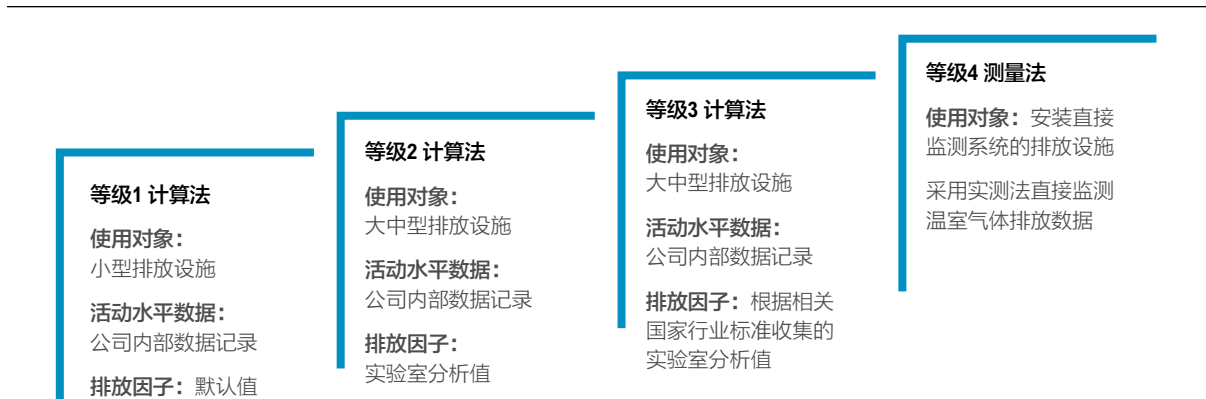 等级1 计算法
使用对象：
小型排放设施
活动水平数据：
公司内部数据记录
排放因子：默认值
等级2 计算法
使用对象：
大中型排放设施
活动水平数据：
公司内部数据记录
排放因子：
实验室分析值
等级3 计算法
使用对象：
大中型排放设施
活动水平数据：
公司内部数据记录
排放因子：根据相关
国家行业标准收集的
实验室分析值
等级4 测量法
使用对象：安装直接
监测系统的排放设施
采用实测法直接监测
温室气体排放数据